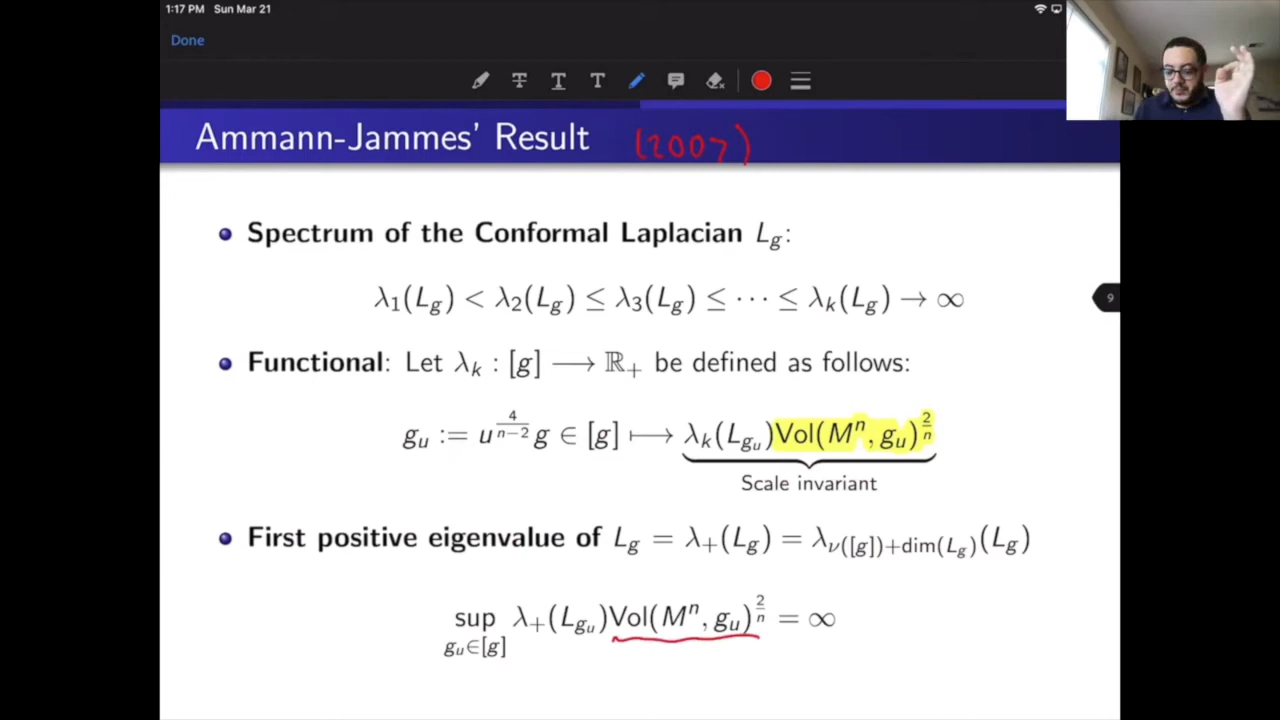 1:17 PM Sun Mar 21
Done
Ammann-Jammes' Result (2007)
Spectrum of the Conformal Laplacian L_g:
λ_1(L_g) < λ_2(L_g) ≤ λ_3(L_g) ≤ ⋯ ≤ λ_k(L_g) → ∞
9
Functional: Let λ_k : [g] ⟶ ℝ_+ be defined as follows:
g_u := u^{4/(n−2)} g ∈ [g] ⟼ λ_k(L_{g_u})Vol(M^n, g_u)^{2/n}
Scale invariant
First positive eigenvalue of L_g = λ_+(L_g) = λ_{ν([g])+dim(L_g)}(L_g)
sup_{g_u∈[g]} λ_+(L_{g_u})Vol(M^n, g_u)^{2/n} = ∞